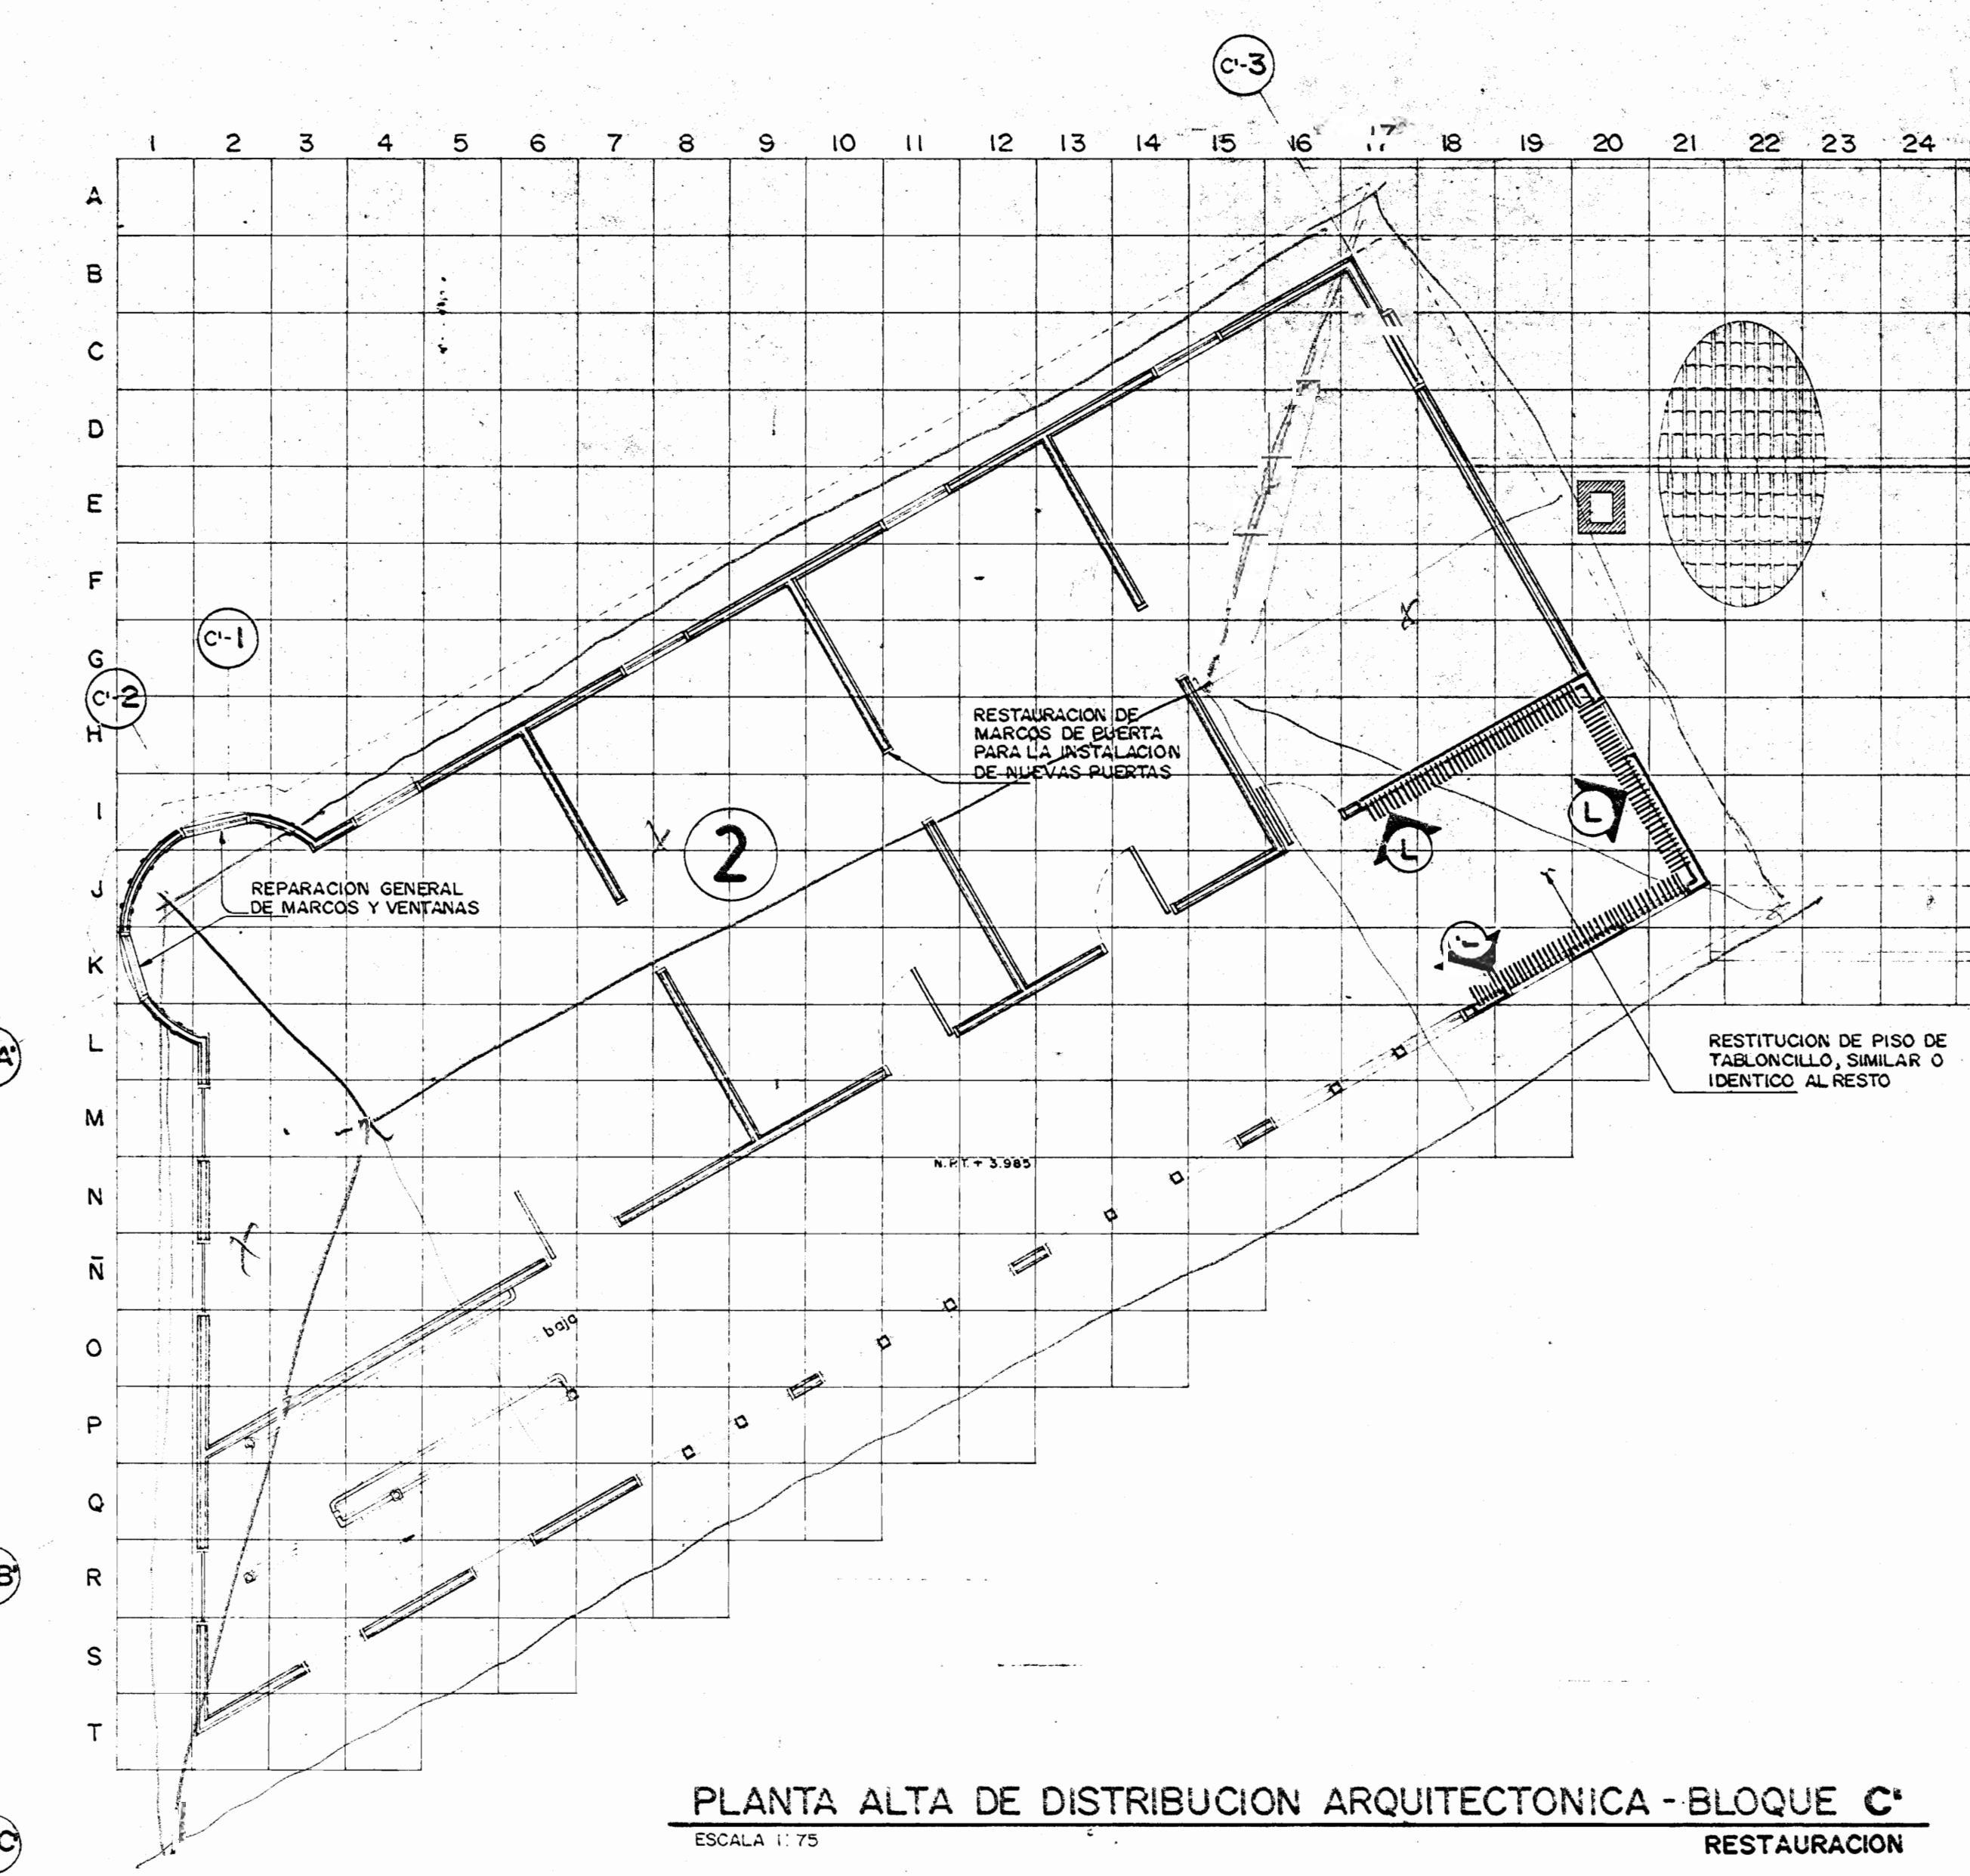 C'-3
1 2 3 4 5 6 7 8 9 10 11 12 13 14 15 16 17 18 19 20 21 22 23 24
17
A
B
C
D
E
F
C'-1
G
C'-2
H
RESTAURACION DE
MARCOS DE PUERTA
PARA LA INSTALACION
DE NUEVAS PUERTAS
I
L
L
2
J
REPARACION GENERAL
DE MARCOS Y VENTANAS
K
L
L
A'
RESTITUCION DE PISO DE
TABLONCILLO, SIMILAR O
IDENTICO AL RESTO
M
N.P.T. + 3.985
N
Ñ
O
baja
P
Q
R
B'
S
T
PLANTA ALTA DE DISTRIBUCION ARQUITECTONICA - BLOQUE C'
ESCALA 1:75
RESTAURACION
C'